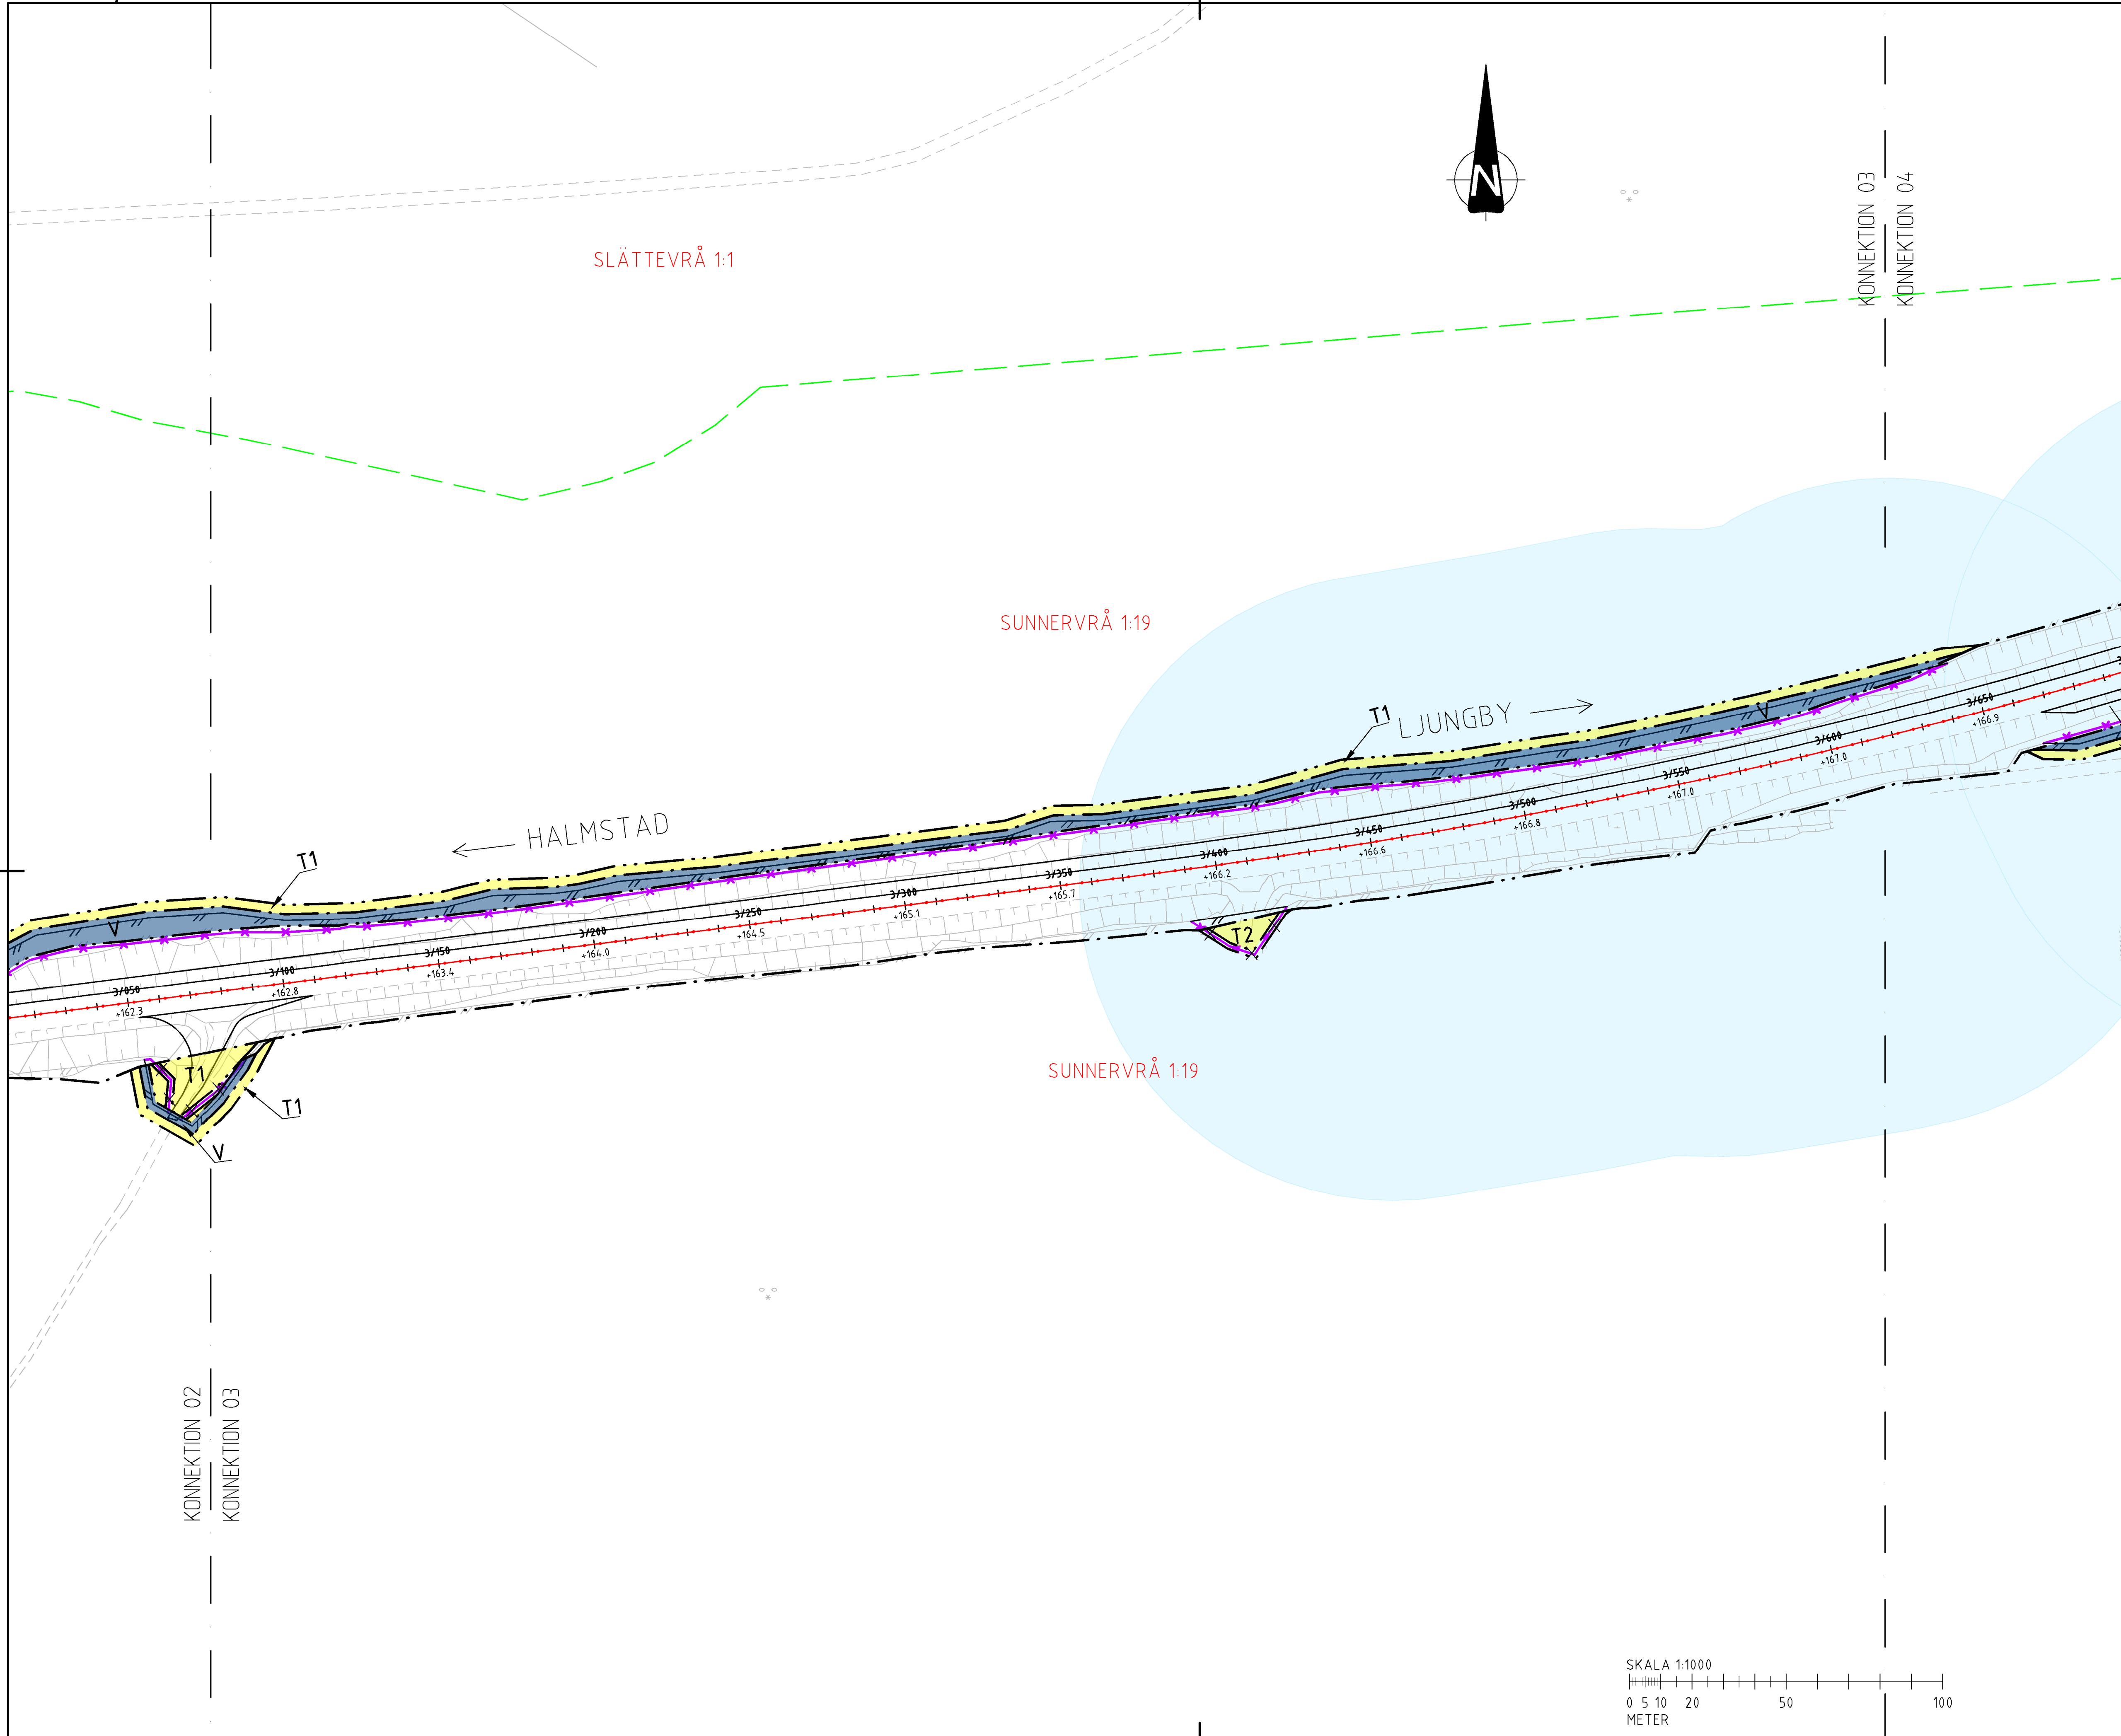 N
KONNEKTION 03
KONNEKTION 04
SLÄTTEVRÅ 1:1
SUNNERVRÅ 1:19
T1
LJUNGBY
V
3/650
+166.9
3/600
+167.0
3/550
+167.0
3/500
+166.8
3/450
+166.6
3/400
+166.2
3/350
+165.7
3/300
+165.1
3/250
+164.5
3/200
+164.0
3/150
+163.4
3/100
+162.8
3/050
+162.3
HALMSTAD
T1
V
T2
T1
T1
V
SUNNERVRÅ 1:19
KONNEKTION 02
KONNEKTION 03
SKALA 1:1000
0 5 10 20 50 100
METER